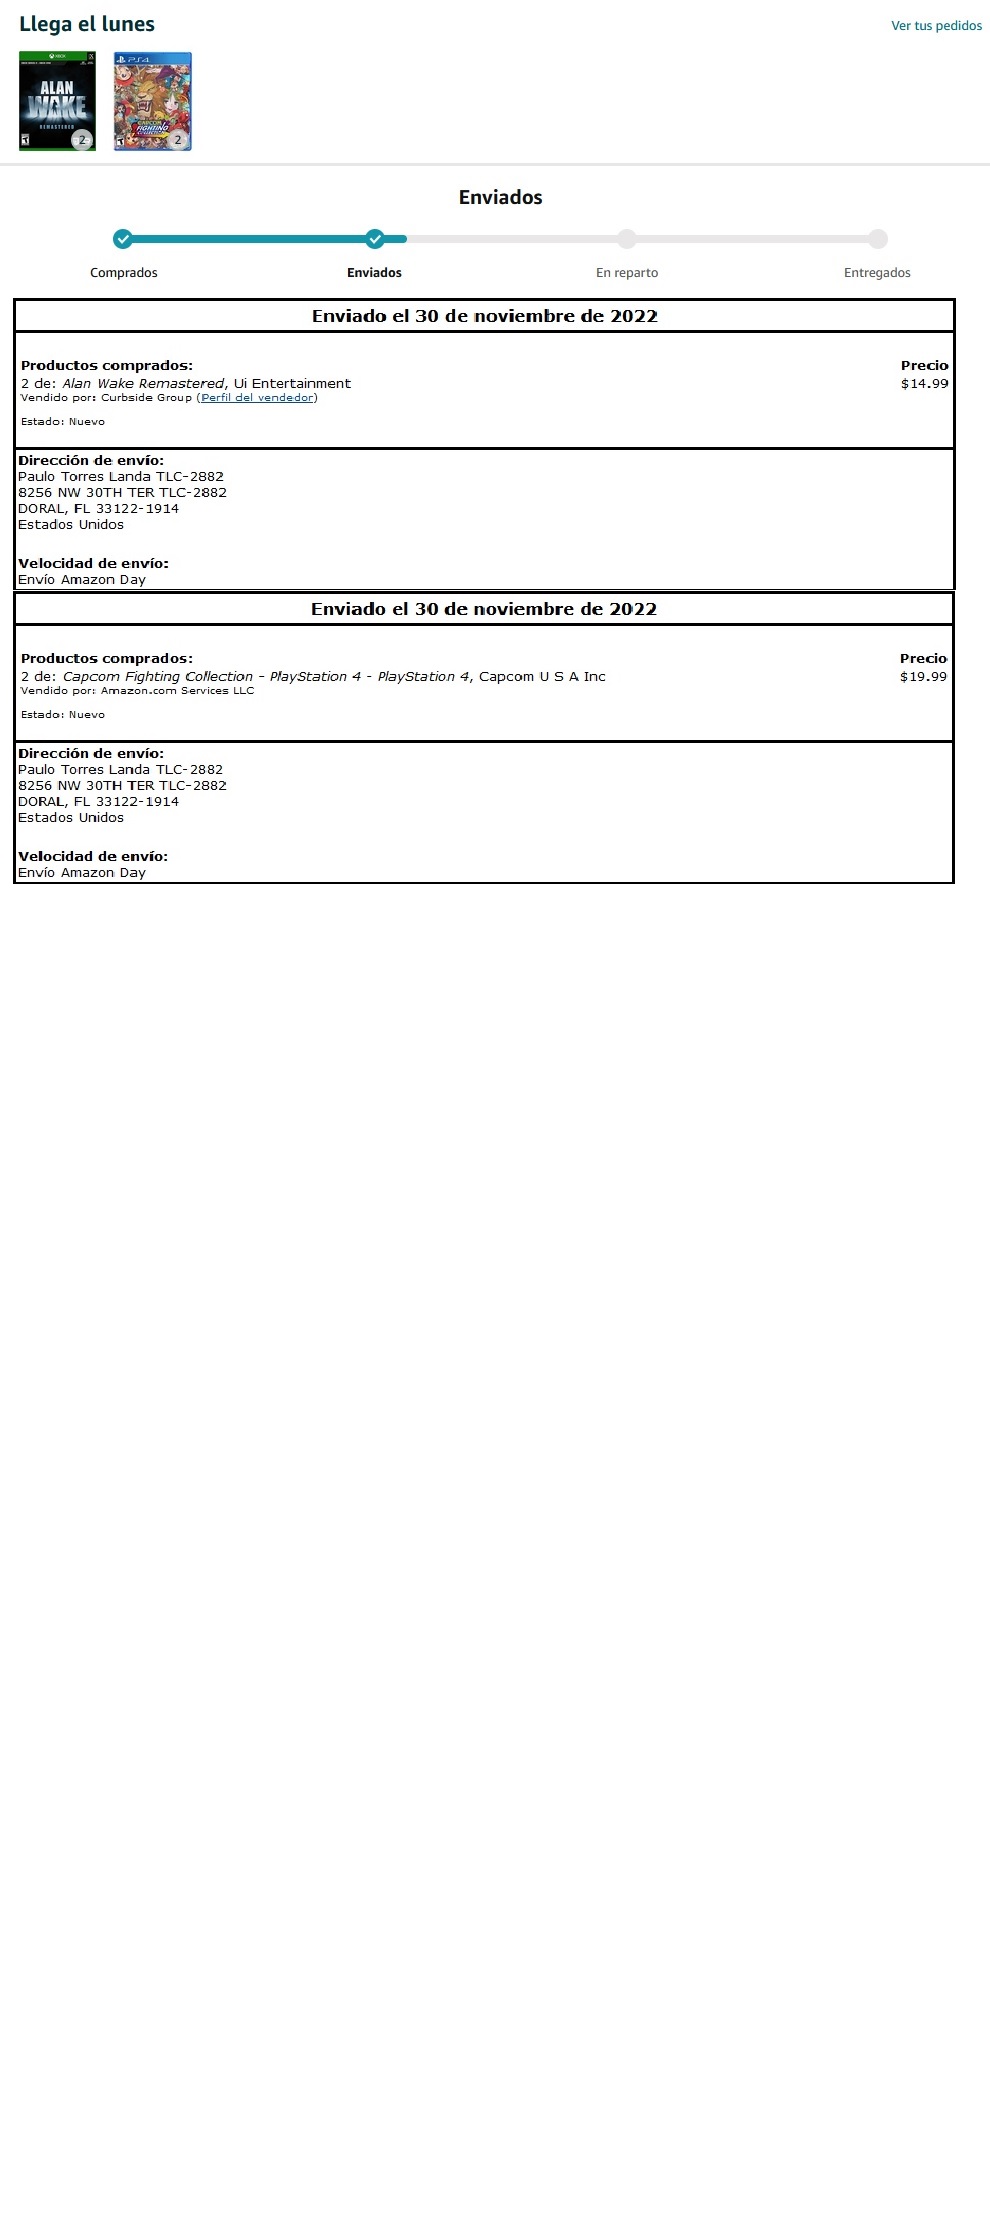 Llega el lunes
Ver tus pedidos
XBOX
ALAN
WAKE
REMASTERED
2
PS4
CAPCOM
FIGHTING
COLLECTION
2
Enviados
Comprados
Enviados
En reparto
Entregados
Enviado el 30 de noviembre de 2022
Productos comprados: Precio
2 de: Alan Wake Remastered, Ui Entertainment $14.99
Vendido por: Curbside Group (Perfil del vendedor)
Estado: Nuevo
Dirección de envío:
Paulo Torres Landa TLC-2882
8256 NW 30TH TER TLC-2882
DORAL, FL 33122-1914
Estados Unidos
Velocidad de envío:
Envío Amazon Day
Enviado el 30 de noviembre de 2022
Productos comprados: Precio
2 de: Capcom Fighting Collection - PlayStation 4 - PlayStation 4, Capcom U S A Inc $19.99
Vendido por: Amazon.com Services LLC
Estado: Nuevo
Dirección de envío:
Paulo Torres Landa TLC-2882
8256 NW 30TH TER TLC-2882
DORAL, FL 33122-1914
Estados Unidos
Velocidad de envío:
Envío Amazon Day